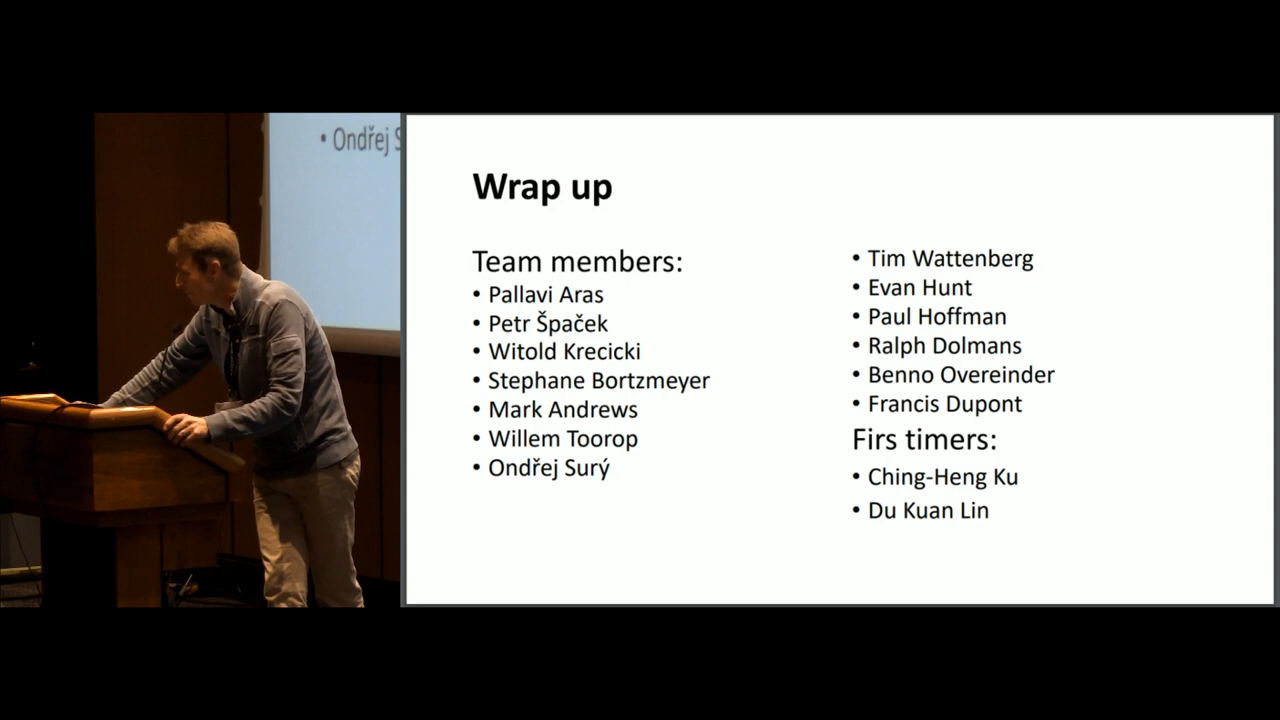 • Ondřej S
Wrap up
Team members:
• Pallavi Aras
• Petr Špaček
• Witold Krecicki
• Stephane Bortzmeyer
• Mark Andrews
• Willem Toorop
• Ondřej Surý
• Tim Wattenberg
• Evan Hunt
• Paul Hoffman
• Ralph Dolmans
• Benno Overeinder
• Francis Dupont
Firs timers:
• Ching-Heng Ku
• Du Kuan Lin